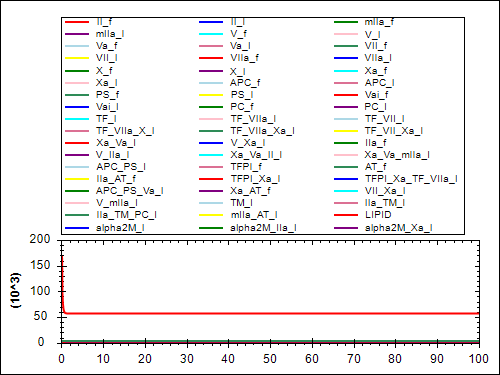 II_f II_l mIIa_f
mIIa_l V_f V_l
Va_f Va_l VII_f
VII_l VIIa_f VIIa_l
X_f X_l Xa_f
Xa_l APC_f APC_l
PS_f PS_l Vai_f
Vai_l PC_f PC_l
TF_l TF_VIIa_l TF_VII_l
TF_VIIa_X_l TF_VIIa_Xa_l TF_VII_Xa_l
Xa_Va_l V_Xa_l IIa_f
V_IIa_l Xa_Va_II_l Xa_Va_mIIa_l
APC_PS_l TFPI_f AT_f
IIa_AT_f TFPI_Xa_l TFPI_Xa_TF_VIIa_l
APC_PS_Va_l Xa_AT_f VII_Xa_l
V_mIIa_l TM_l IIa_TM_l
IIa_TM_PC_l mIIa_AT_l LIPID
alpha2M_l alpha2M_IIa_l alpha2M_Xa_l
200
150
100
50
0
(10^3)
0 10 20 30 40 50 60 70 80 90 100